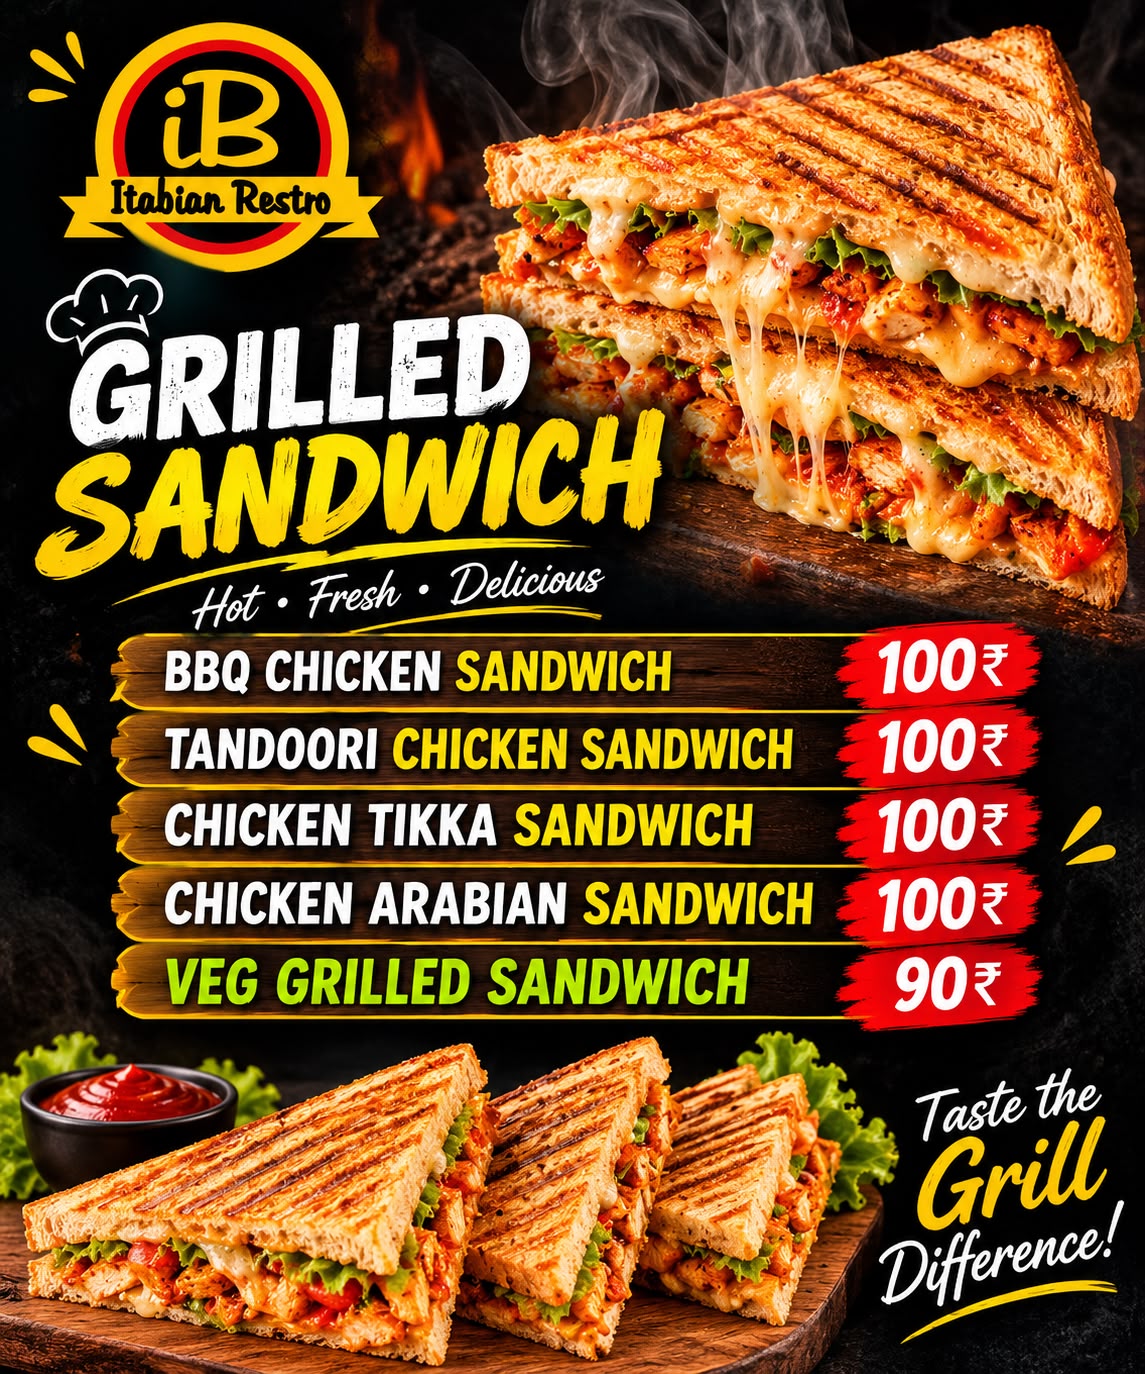 iB
Itabian Restro
GRILLED
SANDWICH
Hot • Fresh • Delicious
BBQ CHICKEN SANDWICH 100₹
TANDOORI CHICKEN SANDWICH 100₹
CHICKEN TIKKA SANDWICH 100₹
CHICKEN ARABIAN SANDWICH 100₹
VEG GRILLED SANDWICH 90₹
Taste the
Grill
Difference!